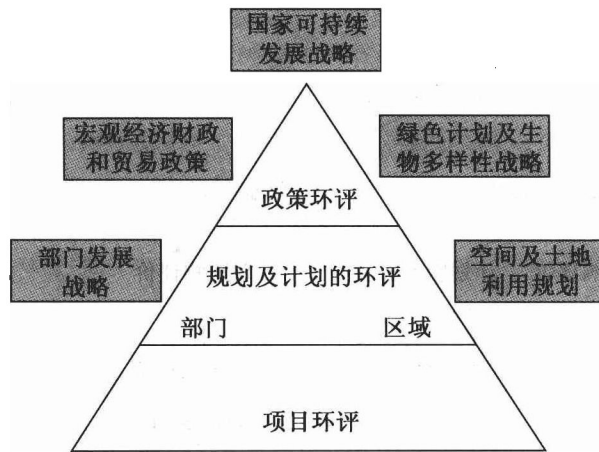 国家可持续
发展战略
宏观经济财政
和贸易政策
绿色计划及生
物多样性战略
政策环评
部门发展
战略
规划及计划的环评
空间及土地
利用规划
部门
区域
项目环评